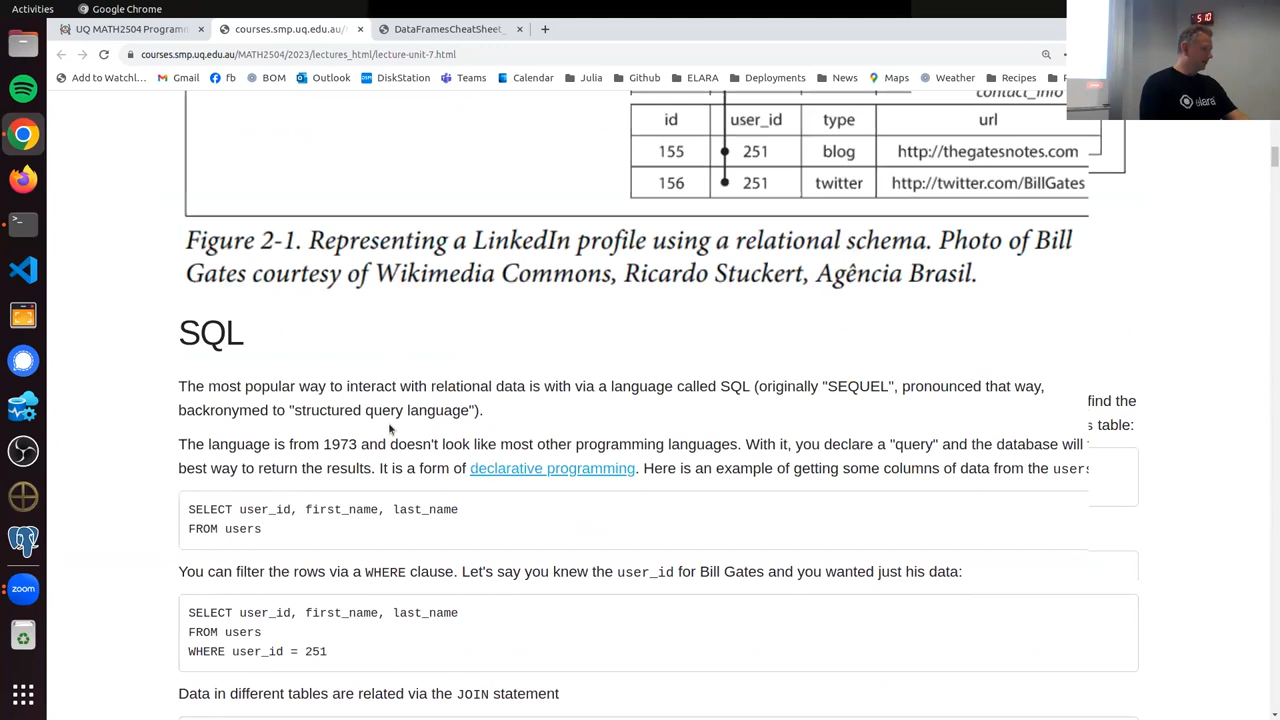 Activities
Google Chrome
UQ MATH2504 Programm
courses.smp.uq.edu.au/
DataFramesCheatSheet_
courses.smp.uq.edu.au/MATH2504/2023/lectures_html/lecture-unit-7.html
Add to Watchl... Gmail fb BOM Outlook DiskStation Teams Calendar Julia Github ELARA Deployments News Maps Weather Recipes
5 10
elara
contact_info
id user_id type url
155 251 blog http://thegatesnotes.com
156 251 twitter http://twitter.com/BillGates
Figure 2-1. Representing a LinkedIn profile using a relational schema. Photo of Bill
Gates courtesy of Wikimedia Commons, Ricardo Stuckert, Agência Brasil.
SQL
The most popular way to interact with relational data is with via a language called SQL (originally "SEQUEL", pronounced that way,
backronymed to "structured query language").
find the
s table:
The language is from 1973 and doesn't look like most other programming languages. With it, you declare a "query" and the database will
best way to return the results. It is a form of declarative programming. Here is an example of getting some columns of data from the users
SELECT user_id, first_name, last_name
FROM users
You can filter the rows via a WHERE clause. Let's say you knew the user_id for Bill Gates and you wanted just his data:
SELECT user_id, first_name, last_name
FROM users
WHERE user_id = 251
Data in different tables are related via the JOIN statement
zoom